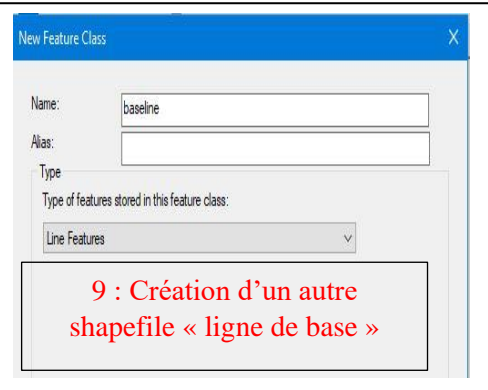 New Feature Class X
Name: baseline
Alias:
Type
Type of features stored in this feature class:
Line Features
9 : Création d’un autre
shapefile « ligne de base »